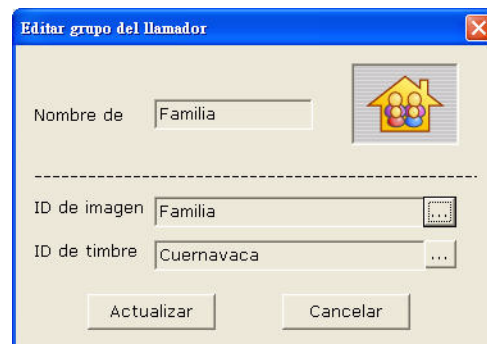 Editar grupo del llamador
Nombre de Familia
ID de imagen Familia ...
ID de timbre Cuernavaca ...
Actualizar Cancelar